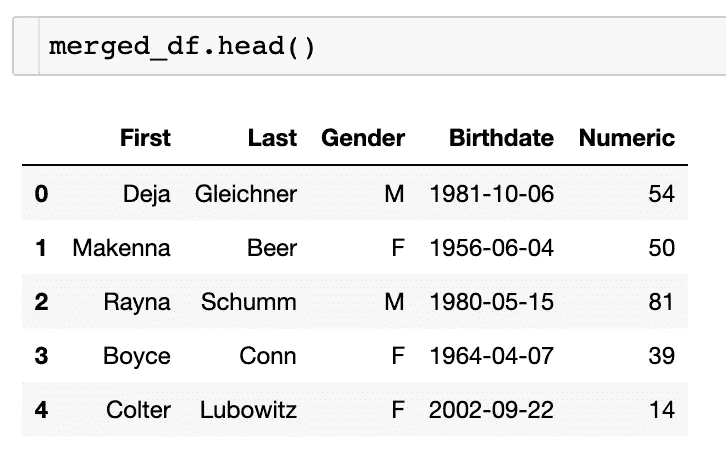 merged_df.head()
First Last Gender Birthdate Numeric
0 Deja Gleichner M 1981-10-06 54
1 Makenna Beer F 1956-06-04 50
2 Rayna Schumm M 1980-05-15 81
3 Boyce Conn F 1964-04-07 39
4 Colter Lubowitz F 2002-09-22 14